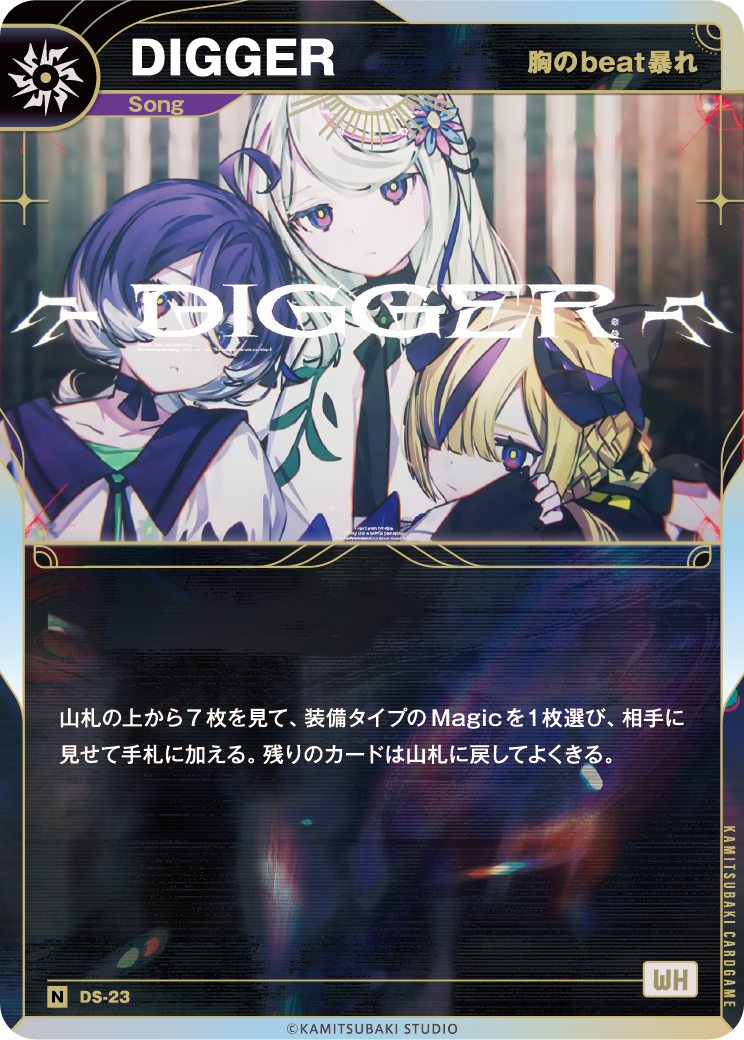 DIGGER
胸のbeat暴れ
Song
DIGGER
山札の上から7枚を見て、装備タイプのMagicを1枚選び、相手に
見せて手札に加える。残りのカードは山札に戻してよくきる。
KAMITSUBAKI CARDGAME
WH
N DS-23
©KAMITSUBAKI STUDIO